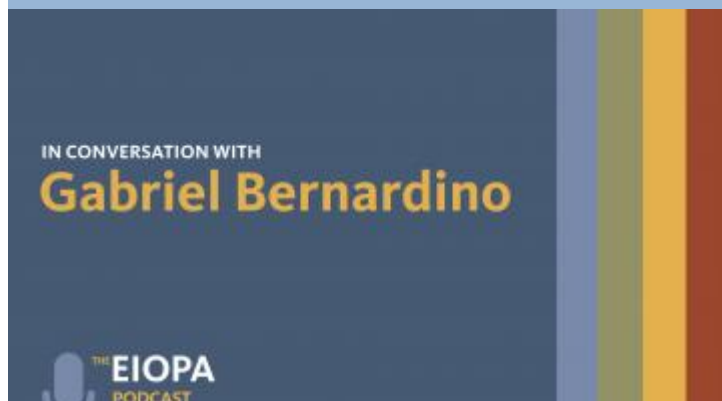 IN CONVERSATION WITH
Gabriel Bernardino
THE EIOPA
PODCAST